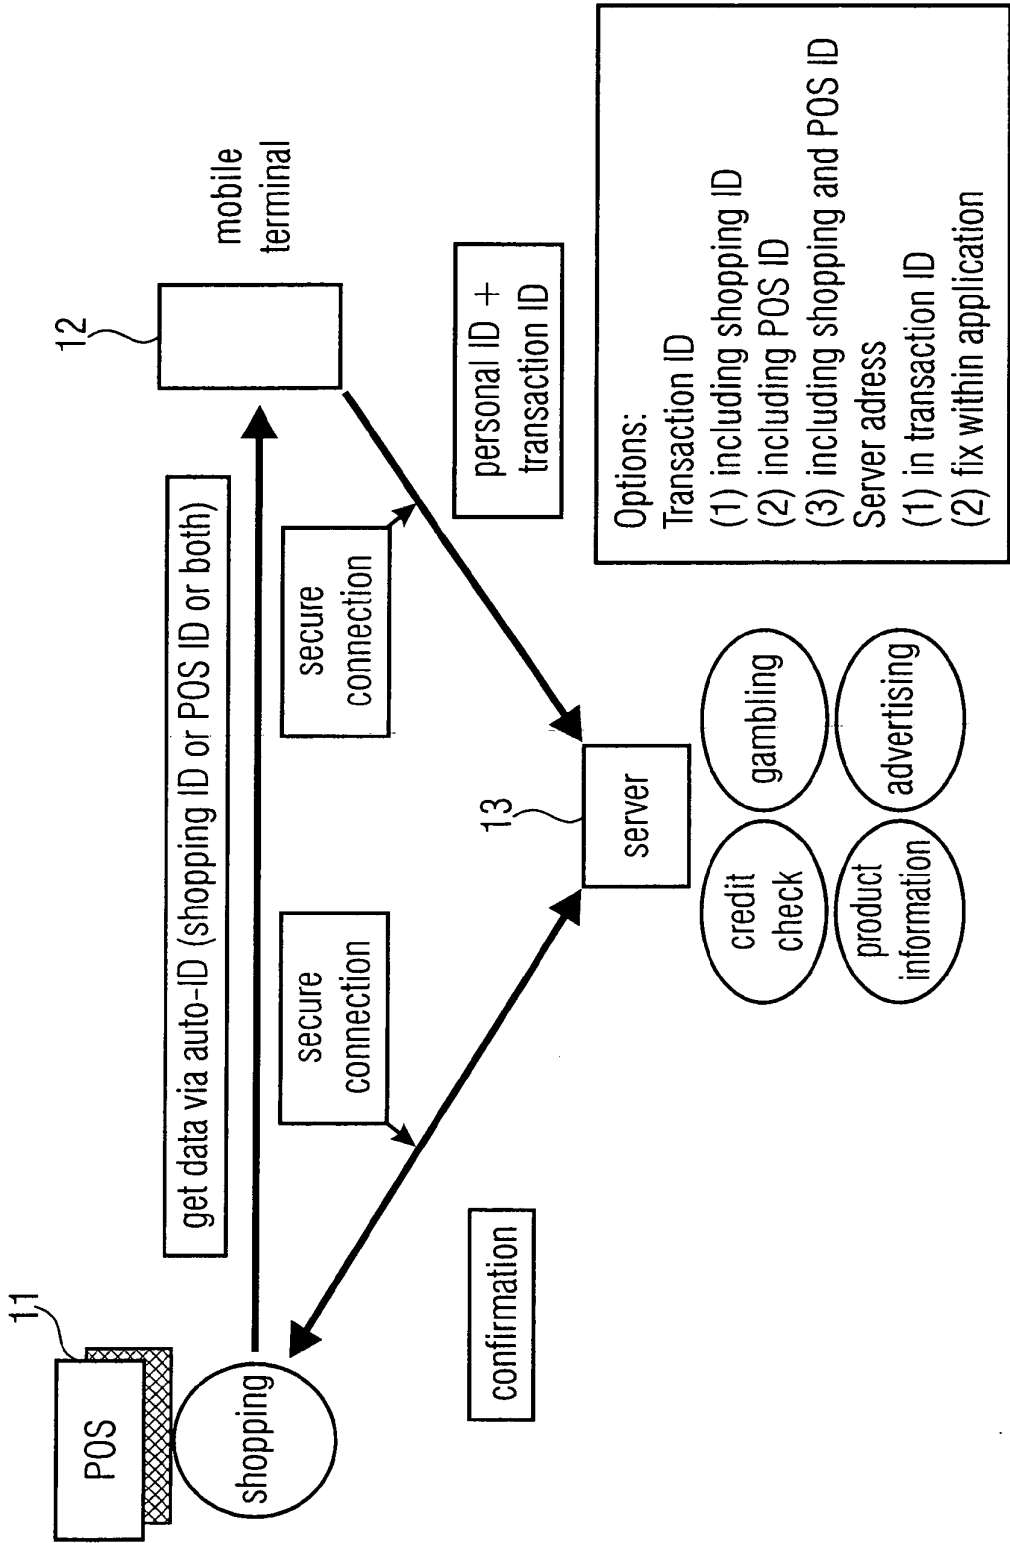 11
POS
shopping
get data via auto-ID (shopping ID or POS ID or both)
12
mobile
terminal
secure
connection
secure
connection
confirmation
personal ID +
transaction ID
13
server
credit
check
gambling
product
information
advertising
Options:
Transaction ID
(1) including shopping ID
(2) including POS ID
(3) including shopping and POS ID
Server adress
(1) in transaction ID
(2) fix within application